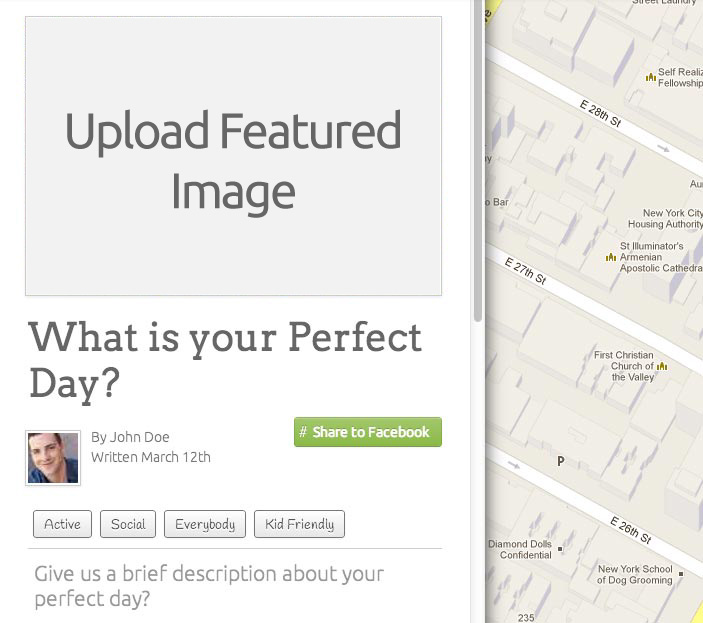 Upload Featured
Image
What is your Perfect
Day?
By John Doe
Written March 12th
# Share to Facebook
Active
Social
Everybody
Kid Friendly
Give us a brief description about your
perfect day?
Street Laundry
E 28th St
Self Realiz
Fellowship
o Bar
Au
New York City
Housing Authority
St Illuminator's
Armenian
Apostolic Cathedra
E 27th St
First Christian
Church of
the Valley
P
E 26th St
Diamond Dolls
Confidential
New York School
of Dog Grooming
235